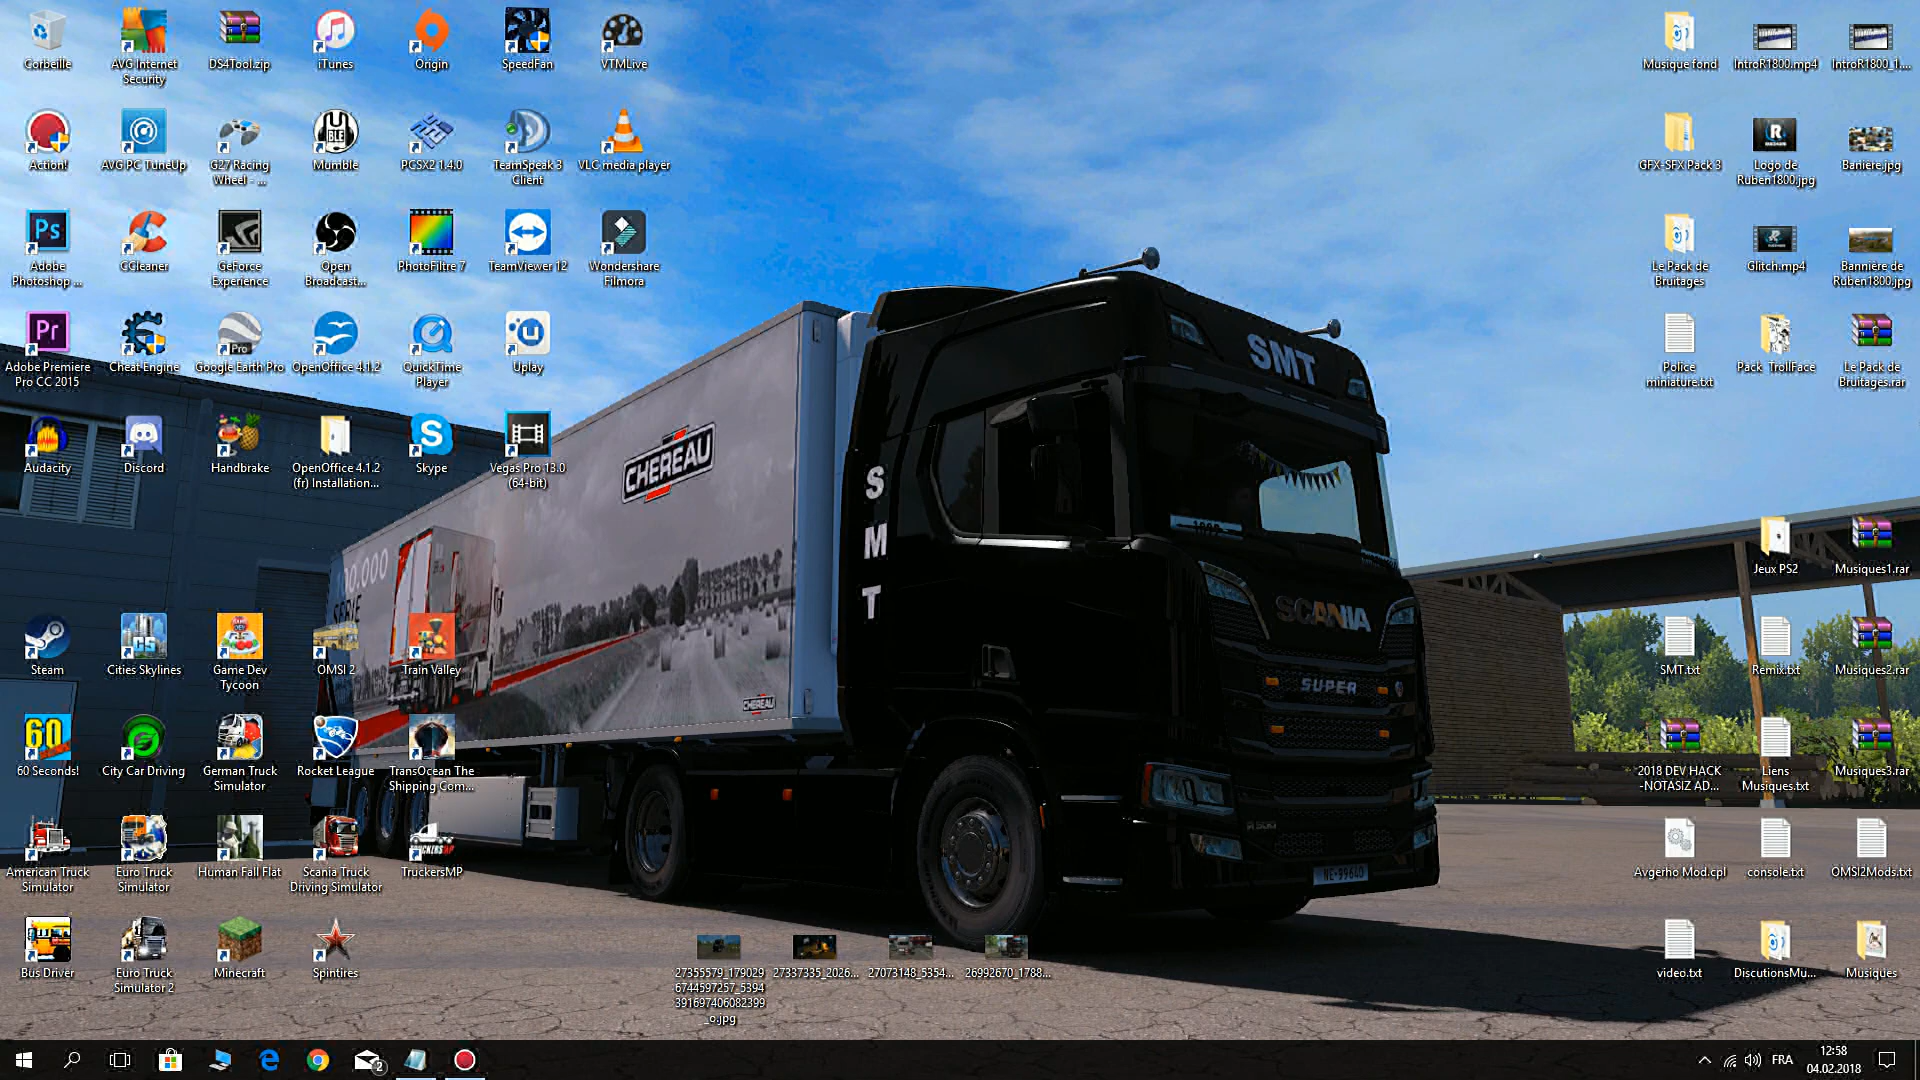 Corbeille
AVG Internet
Security
DS4Tool.zip
iTunes
Origin
SpeedFan
VTMLive
Musique fond
IntroR1800.mp4
IntroR1800_1....
Action!
AVG PC TuneUp
G27 Racing
Wheel - ...
Mumble
PCSX2 1.4.0
TeamSpeak 3
Client
VLC media player
GFX-SFX Pack 3
Logo de
Ruben1800.jpg
Baniere.jpg
Adobe
Photoshop ...
CCleaner
GeForce
Experience
Open
Broadcast...
PhotoFiltre 7
TeamViewer 12
Wondershare
Filmora
Le Pack de
Bruitages
Glitch.mp4
Bannière de
Ruben1800.jpg
Adobe Premiere
Pro CC 2015
Cheat Engine
Google Earth Pro
OpenOffice 4.1.2
QuickTime
Player
Uplay
Police
miniature.txt
Pack TrollFace
Le Pack de
Bruitages.rar
Audacity
Discord
Handbrake
OpenOffice 4.1.2
(fr) Installation...
Skype
Vegas Pro 13.0
(64-bit)
SMT
CHEREAU
S
M
T
SCANIA
SUPER
CHEREAU
NE·99640
Jeux PS2
Musiques1.rar
Steam
Cities Skylines
Game Dev
Tycoon
OMSI 2
Train Valley
SMT.txt
Remix.txt
Musiques2.rar
60 Seconds!
City Car Driving
German Truck
Simulator
Rocket League
TransOcean The
Shipping Com...
2018 DEV HACK
-NOTASIZ AD...
Liens
Musiques.txt
Musiques3.rar
American Truck
Simulator
Euro Truck
Simulator
Human Fall Flat
Scania Truck
Driving Simulator
TruckersMP
Avgerho Mod.cpl
console.txt
OMSI2Mods.txt
Bus Driver
Euro Truck
Simulator 2
Minecraft
Spintires
27355579_179029
6744597257_5394
391697406082399
_o.jpg
27337335_2026...
27073148_5354...
26992670_1788...
video.txt
DiscutionsMu...
Musiques
2
FRA
12:58
04.02.2018